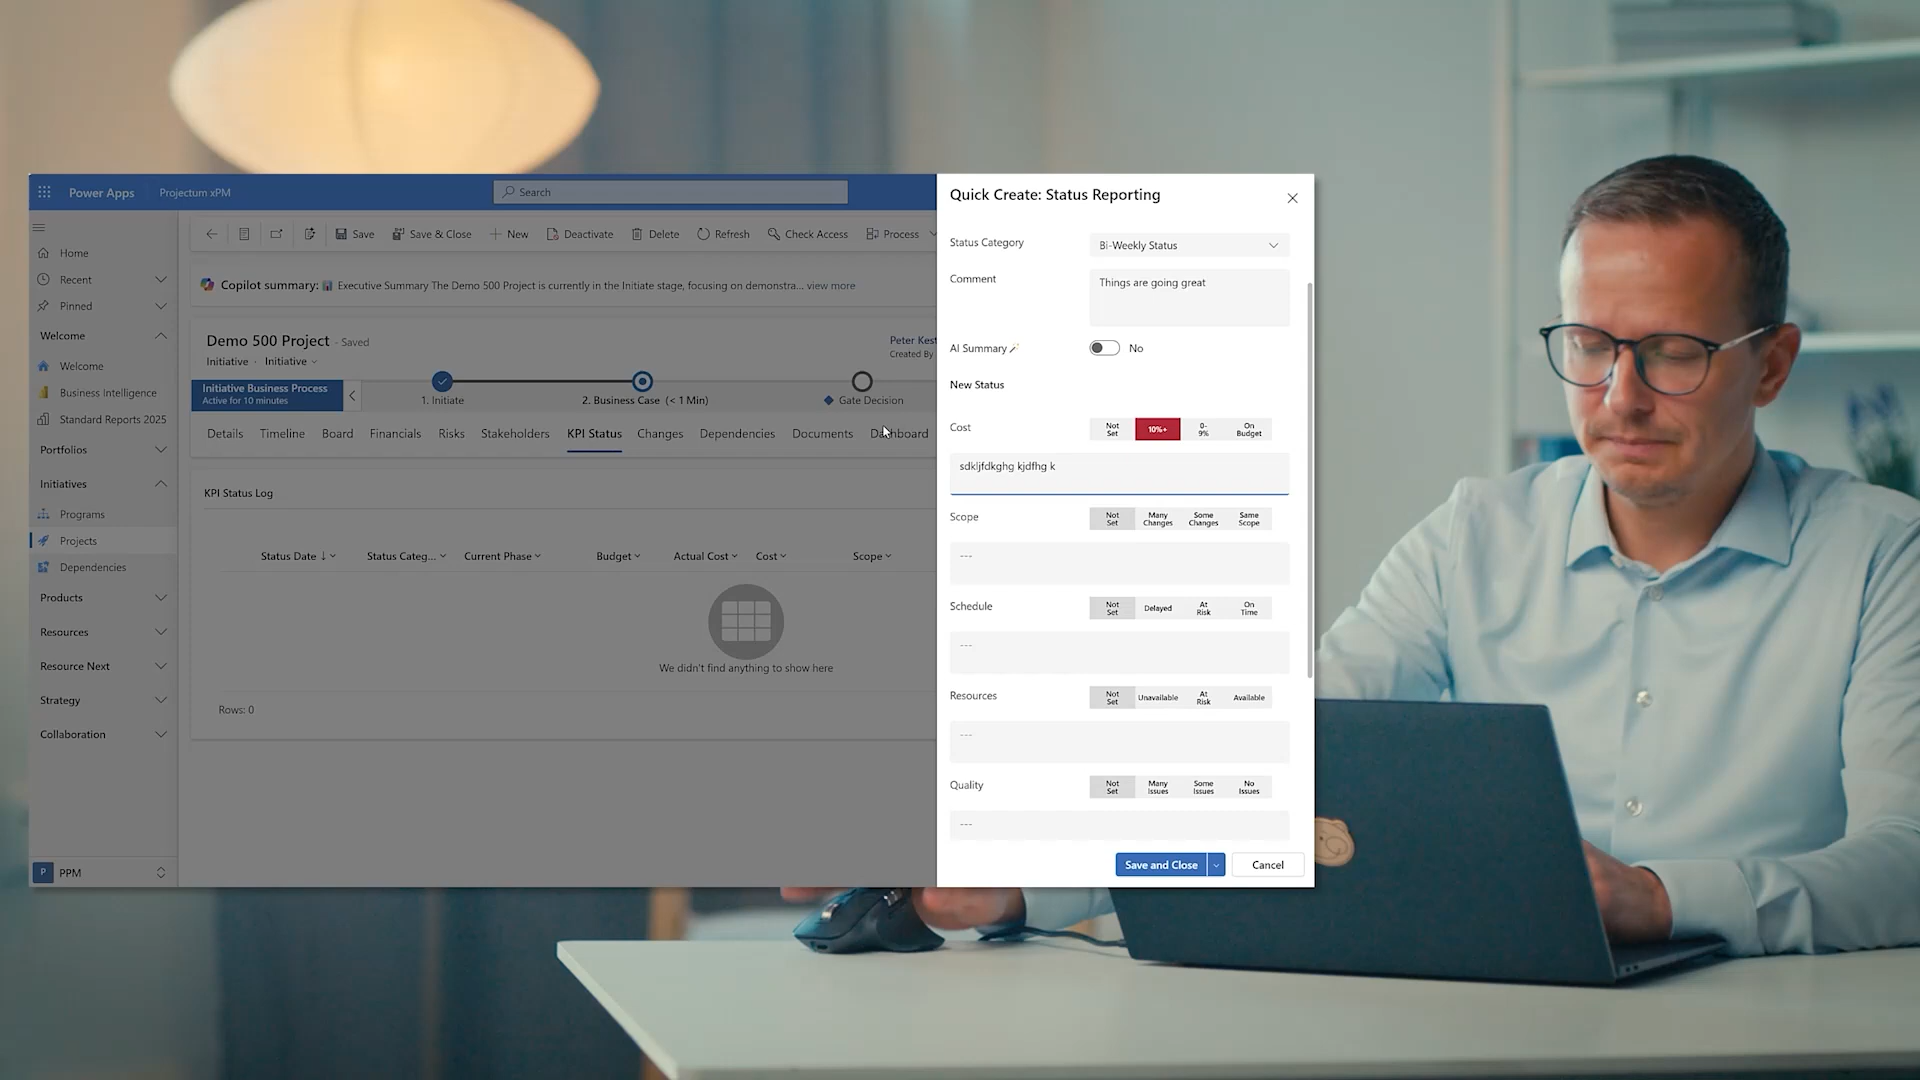 Power Apps
Projectum xPM
Search
Home
Recent
Pinned
Welcome
Welcome
Business Intelligence
Standard Reports 2025
Portfolios
Initiatives
Programs
Projects
Dependencies
Products
Resources
Resource Next
Strategy
Collaboration
P PPM
Save
Save & Close
New
Deactivate
Delete
Refresh
Check Access
Process
Copilot summary: Executive Summary The Demo 500 Project is currently in the Initiate stage, focusing on demonstra... view more
Demo 500 Project - Saved
Initiative · Initiative
Peter Kest
Created By
Initiative Business Process
Active for 10 minutes
1. Initiate
2. Business Case (< 1 Min)
Gate Decision
Details
Timeline
Board
Financials
Risks
Stakeholders
KPI Status
Changes
Dependencies
Documents
Dashboard
KPI Status Log
Status Date ↓
Status Categ...
Current Phase
Budget
Actual Cost
Cost
Scope
We didn't find anything to show here
Rows: 0
Quick Create: Status Reporting
Status Category
Bi-Weekly Status
Comment
Things are going great
AI Summary
No
New Status
Cost
Not Set
10%+
0-9%
On Budget
sdkljfdkghg kjdfhg k
Scope
Not Set
Many Changes
Some Changes
Same Scope
---
Schedule
Not Set
Delayed
At Risk
On Time
---
Resources
Not Set
Unavailable
At Risk
Available
---
Quality
Not Set
Many Issues
Some Issues
No Issues
---
Save and Close
Cancel